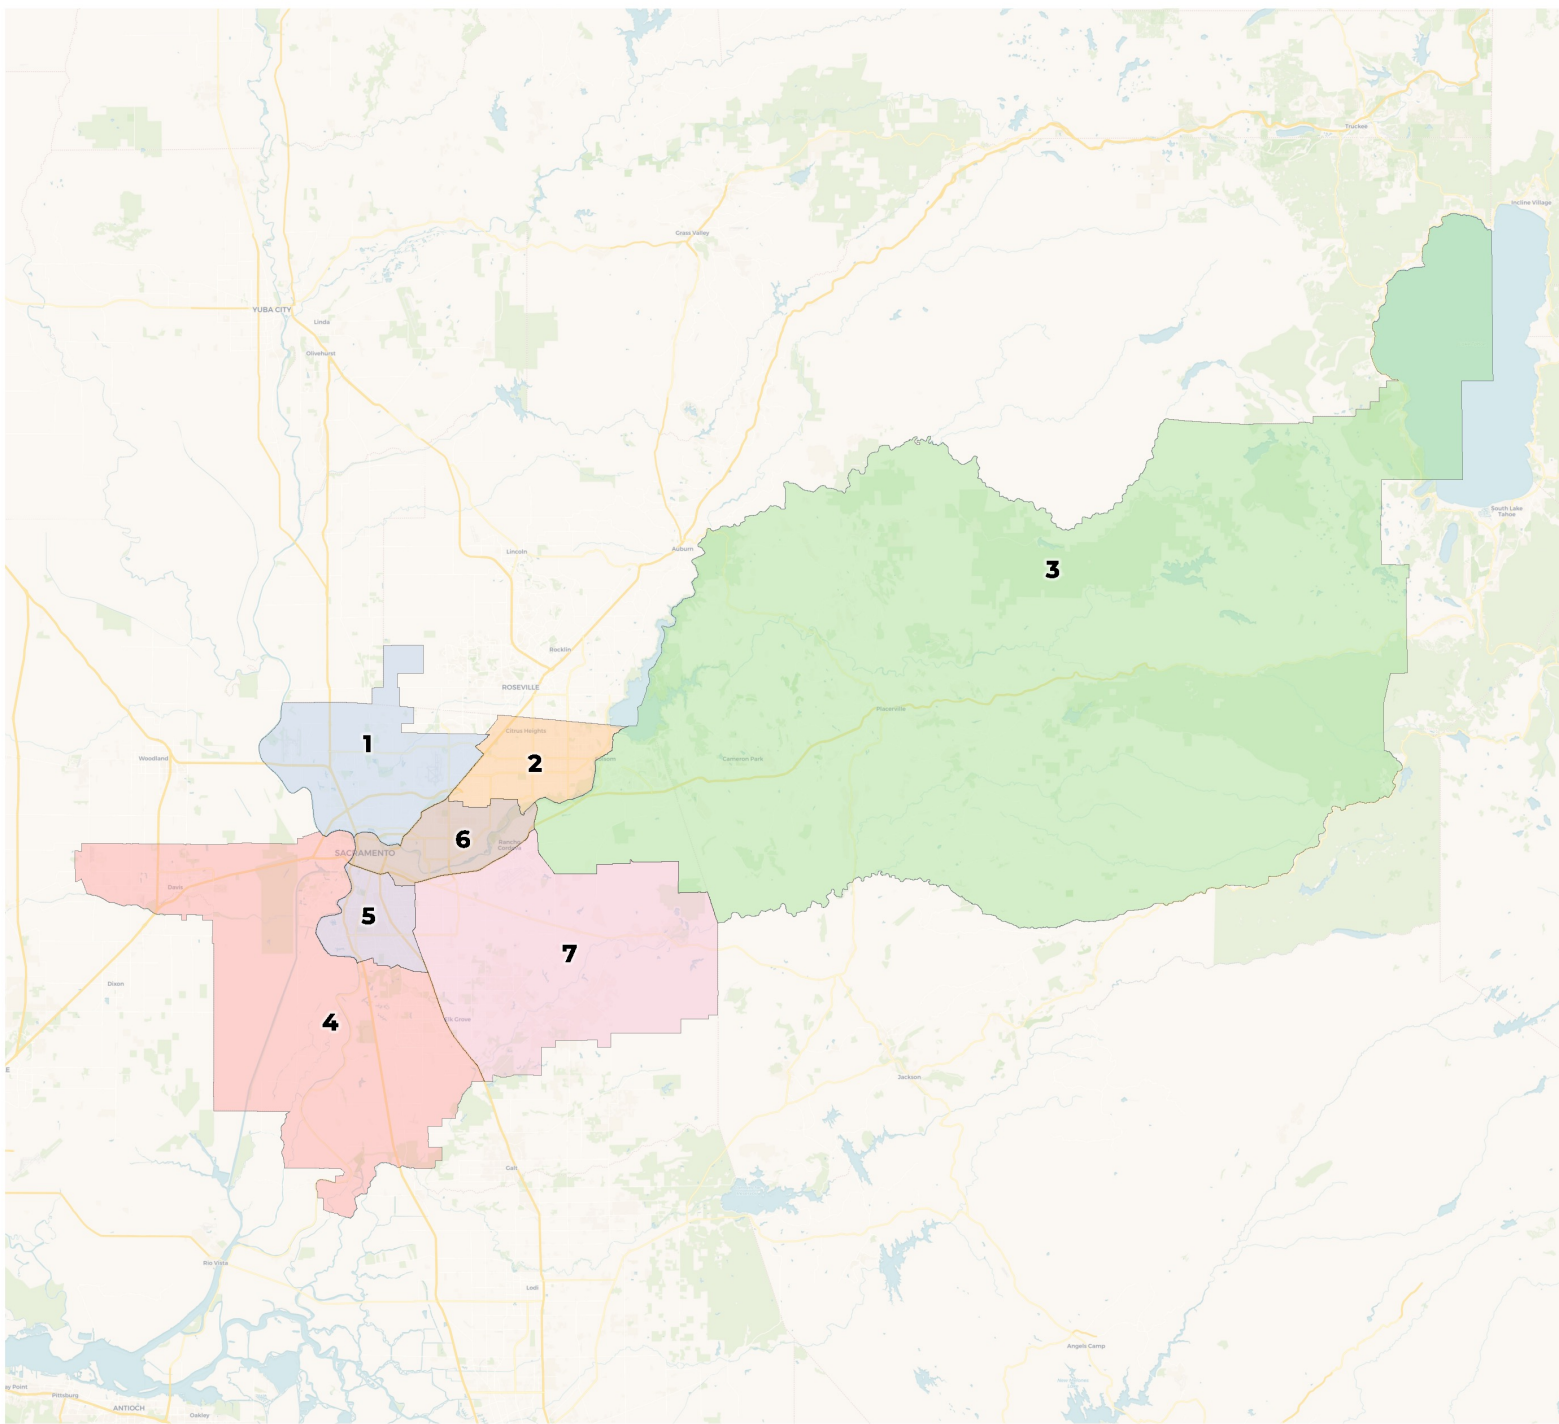 Truckee
Incline Village
Grass Valley
YUBA CITY
Linda
Olivehurst
South Lake
Tahoe
Auburn
Lincoln
3
Rocklin
ROSEVILLE
Placerville
Citrus Heights
1
Woodland
Cameron Park
2
6
Rancho
Cordova
SACRAMENTO
Davis
5
7
Dixon
Elk Grove
4
Jackson
Galt
Rio Vista
Lodi
Angels Camp
Pittsburg
ANTIOCH
Oakley